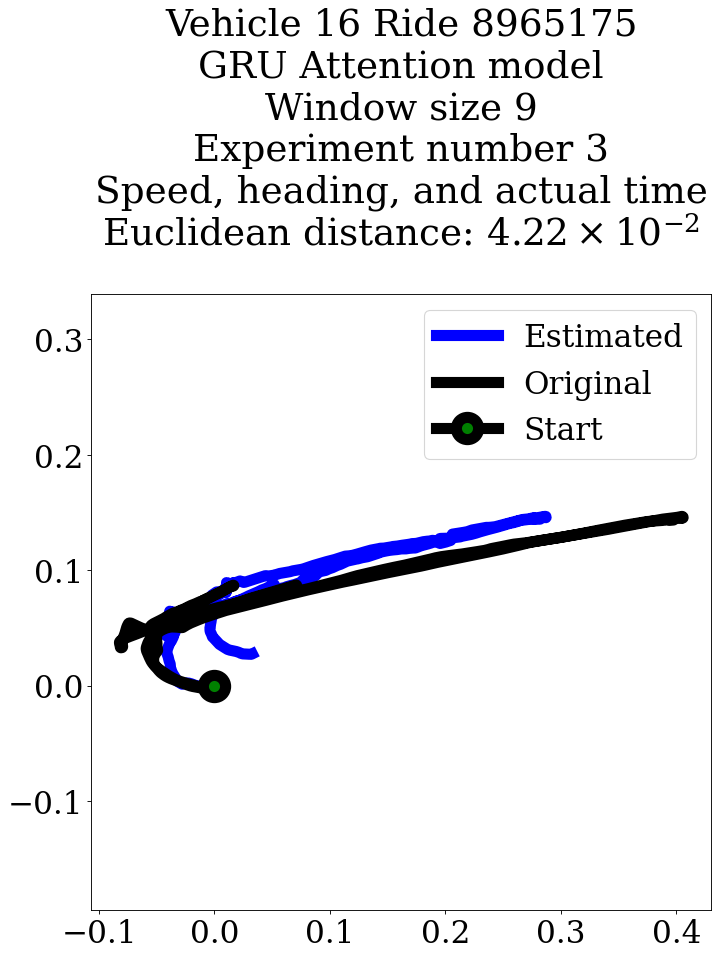 Vehicle 16 Ride 8965175
GRU Attention model
Window size 9
Experiment number 3
Speed, heading, and actual time
Euclidean distance: 4.22 × 10⁻²
Estimated
Original
Start
0.3
0.2
0.1
0.0
−0.1
−0.1 0.0 0.1 0.2 0.3 0.4